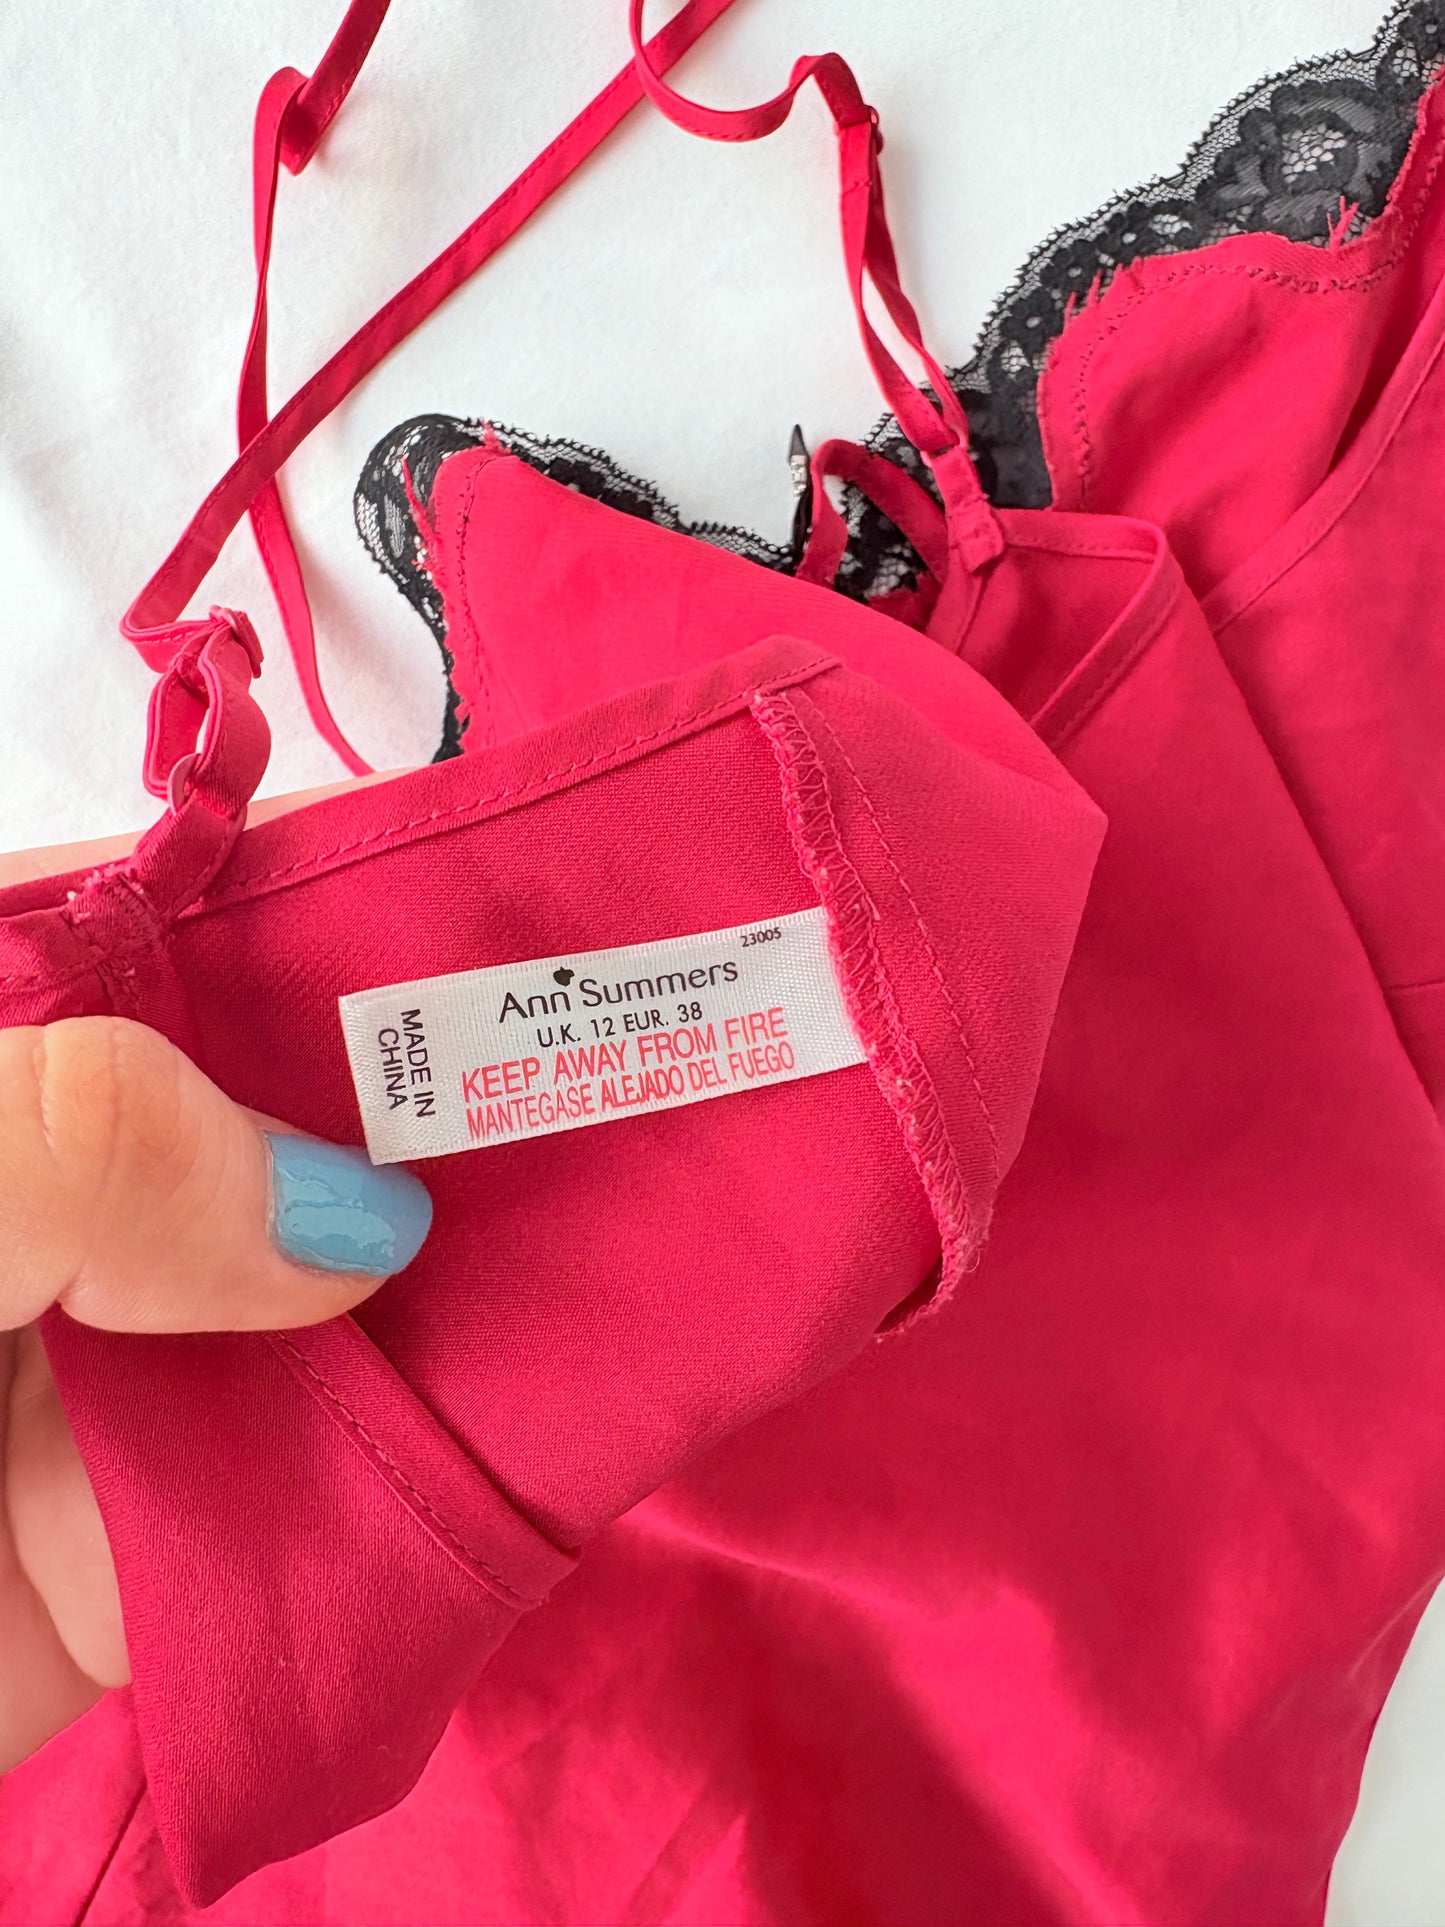 23005
Ann Summers
U.K. 12 EUR. 38
KEEP AWAY FROM FIRE
MANTEGASE ALEJADO DEL FUEGO
MADE IN
CHINA